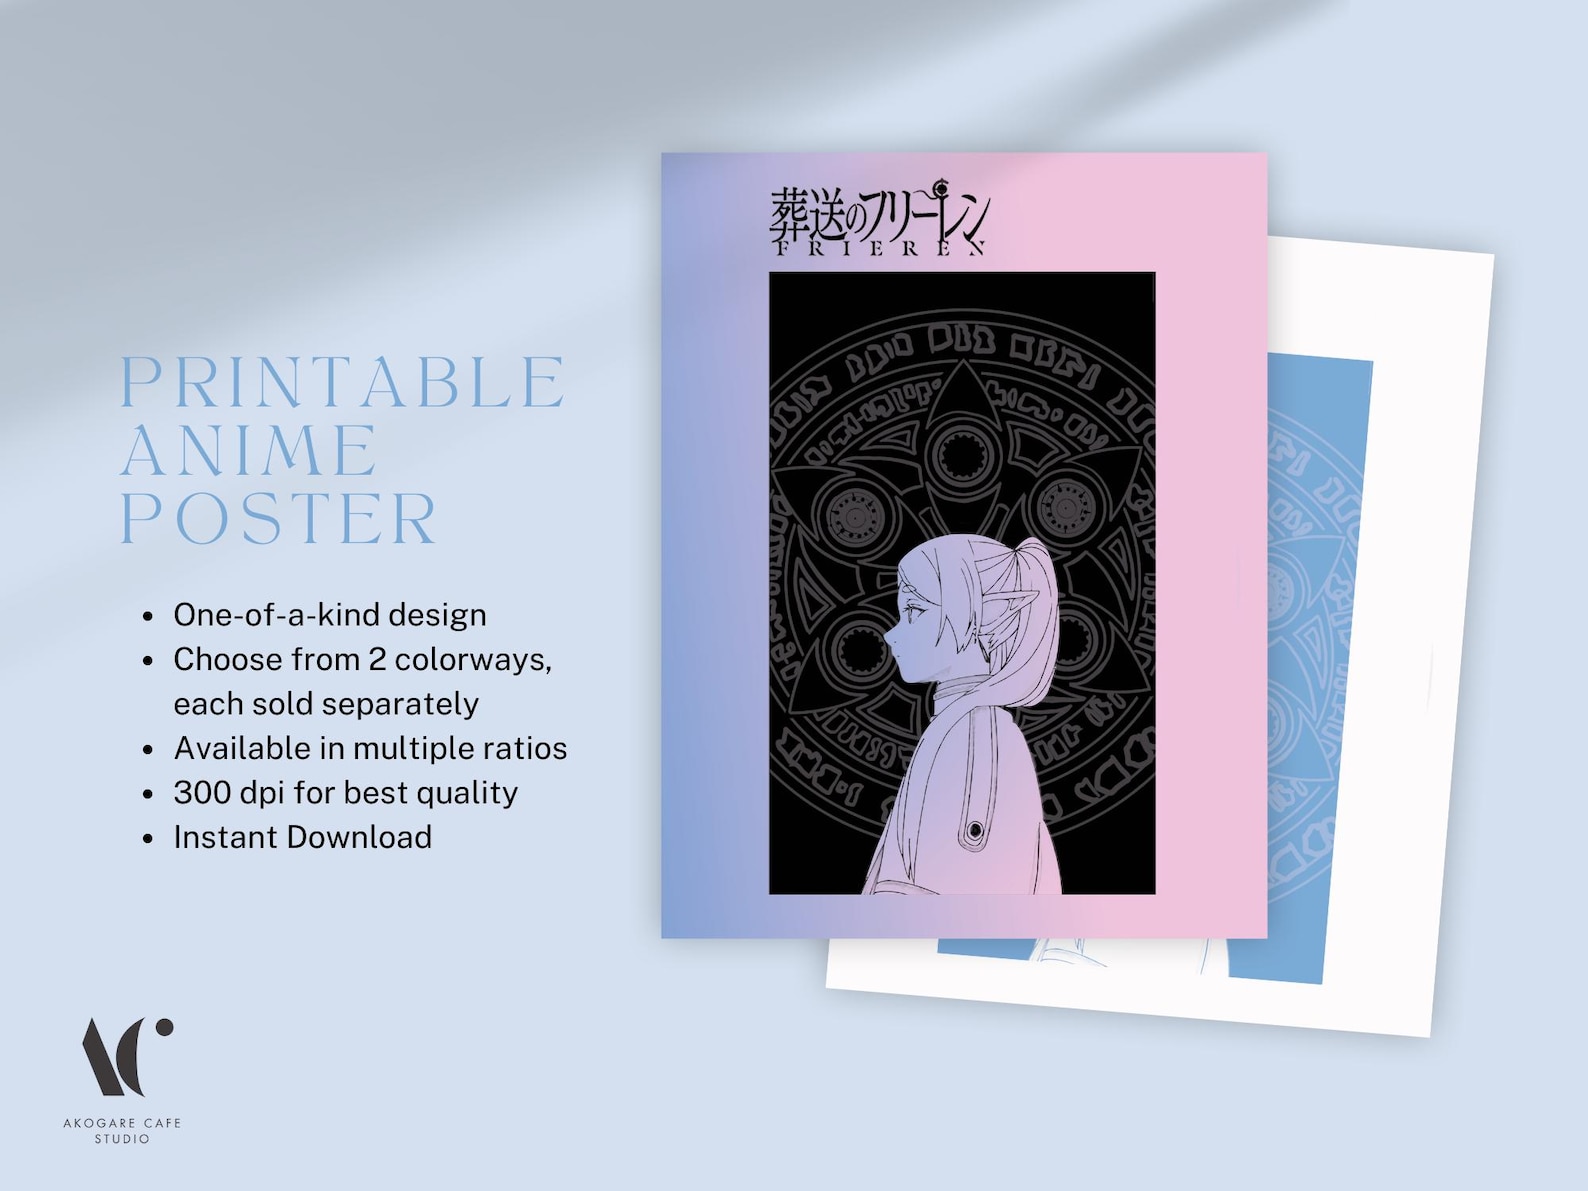 葬送のフリーレン
FRIEREN
PRINTABLE
ANIME
POSTER
• One-of-a-kind design
• Choose from 2 colorways,
each sold separately
• Available in multiple ratios
• 300 dpi for best quality
• Instant Download
AC
AKOGARE CAFE
STUDIO